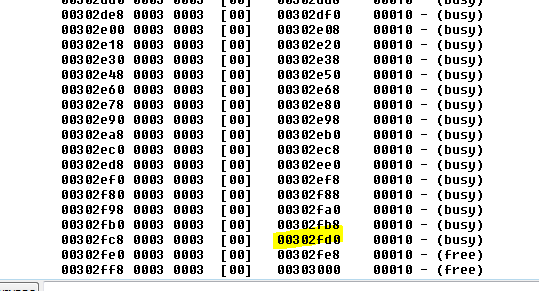 00302de8 0003 0003 [00] 00302df0 00010 - (busy)
00302e00 0003 0003 [00] 00302e08 00010 - (busy)
00302e18 0003 0003 [00] 00302e20 00010 - (busy)
00302e30 0003 0003 [00] 00302e38 00010 - (busy)
00302e48 0003 0003 [00] 00302e50 00010 - (busy)
00302e60 0003 0003 [00] 00302e68 00010 - (busy)
00302e78 0003 0003 [00] 00302e80 00010 - (busy)
00302e90 0003 0003 [00] 00302e98 00010 - (busy)
00302ea8 0003 0003 [00] 00302eb0 00010 - (busy)
00302ec0 0003 0003 [00] 00302ec8 00010 - (busy)
00302ed8 0003 0003 [00] 00302ee0 00010 - (busy)
00302ef0 0003 0003 [00] 00302ef8 00010 - (busy)
00302f80 0003 0003 [00] 00302f88 00010 - (busy)
00302f98 0003 0003 [00] 00302fa0 00010 - (busy)
00302fb0 0003 0003 [00] 00302fb8 00010 - (busy)
00302fc8 0003 0003 [00] 00302fd0 00010 - (busy)
00302fe0 0003 0003 [00] 00302fe8 00010 - (free)
00302ff8 0003 0003 [00] 00303000 00010 - (free)